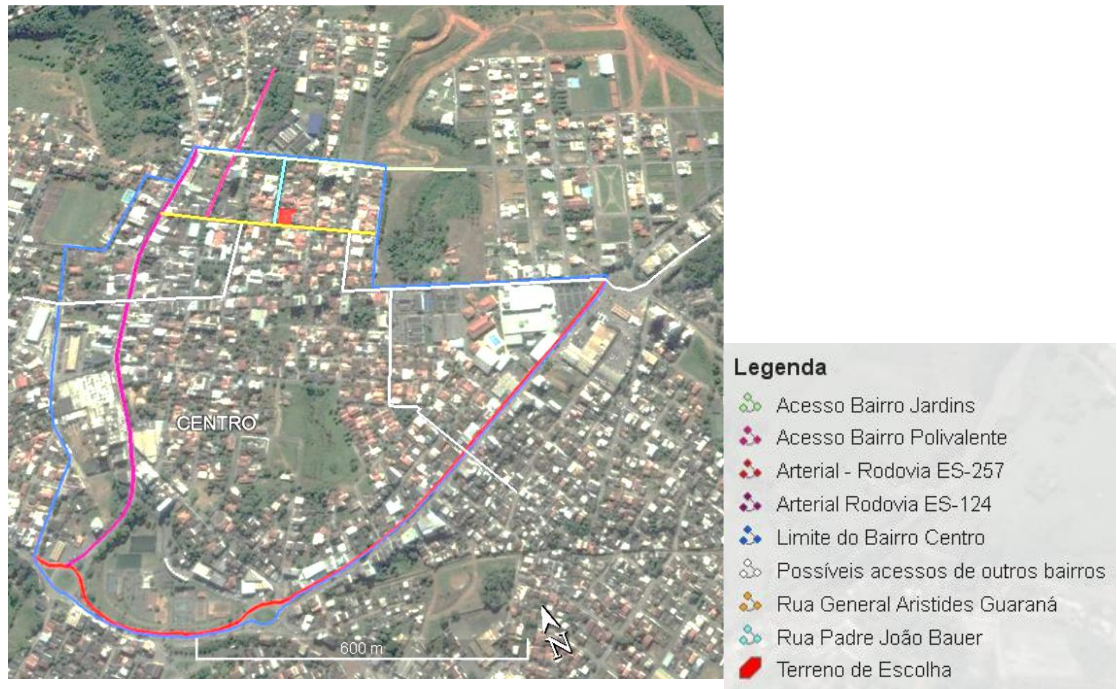 CENTRO
600 m
N
Legenda
Acesso Bairro Jardins
Acesso Bairro Polivalente
Arterial - Rodovia ES-257
Arterial Rodovia ES-124
Limite do Bairro Centro
Possíveis acessos de outros bairros
Rua General Aristides Guaraná
Rua Padre João Bauer
Terreno de Escolha